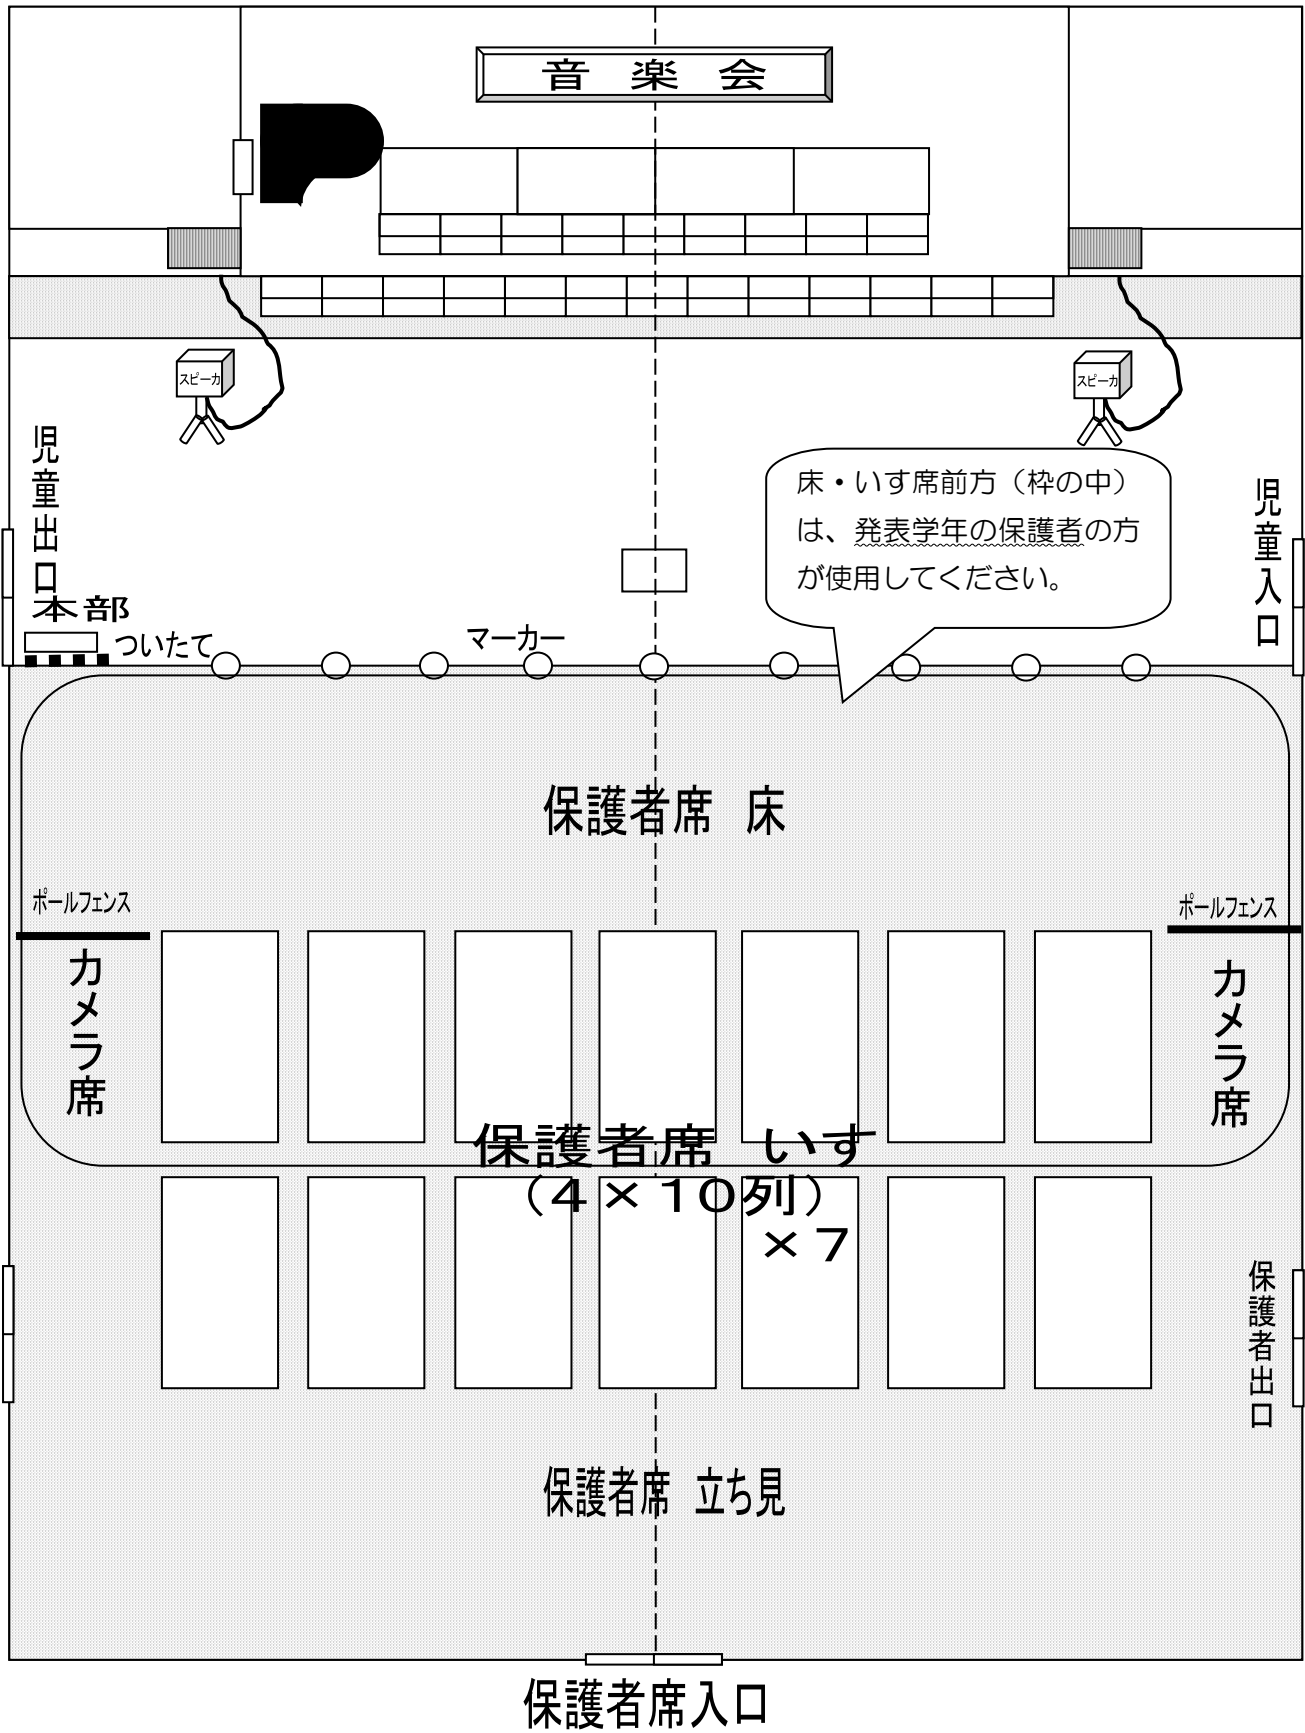 音　楽　会
スピーカ
スピーカ
児童出口
床・いす席前方（枠の中）
は、発表学年の保護者の方
が使用してください。
児童入口
本部
ついたて
マーカー
保護者席　床
ポールフェンス
ポールフェンス
カメラ席
カメラ席
保護者席　いす
（４×１０列）
×７
保護者出口
保護者席　立ち見
保護者席入口